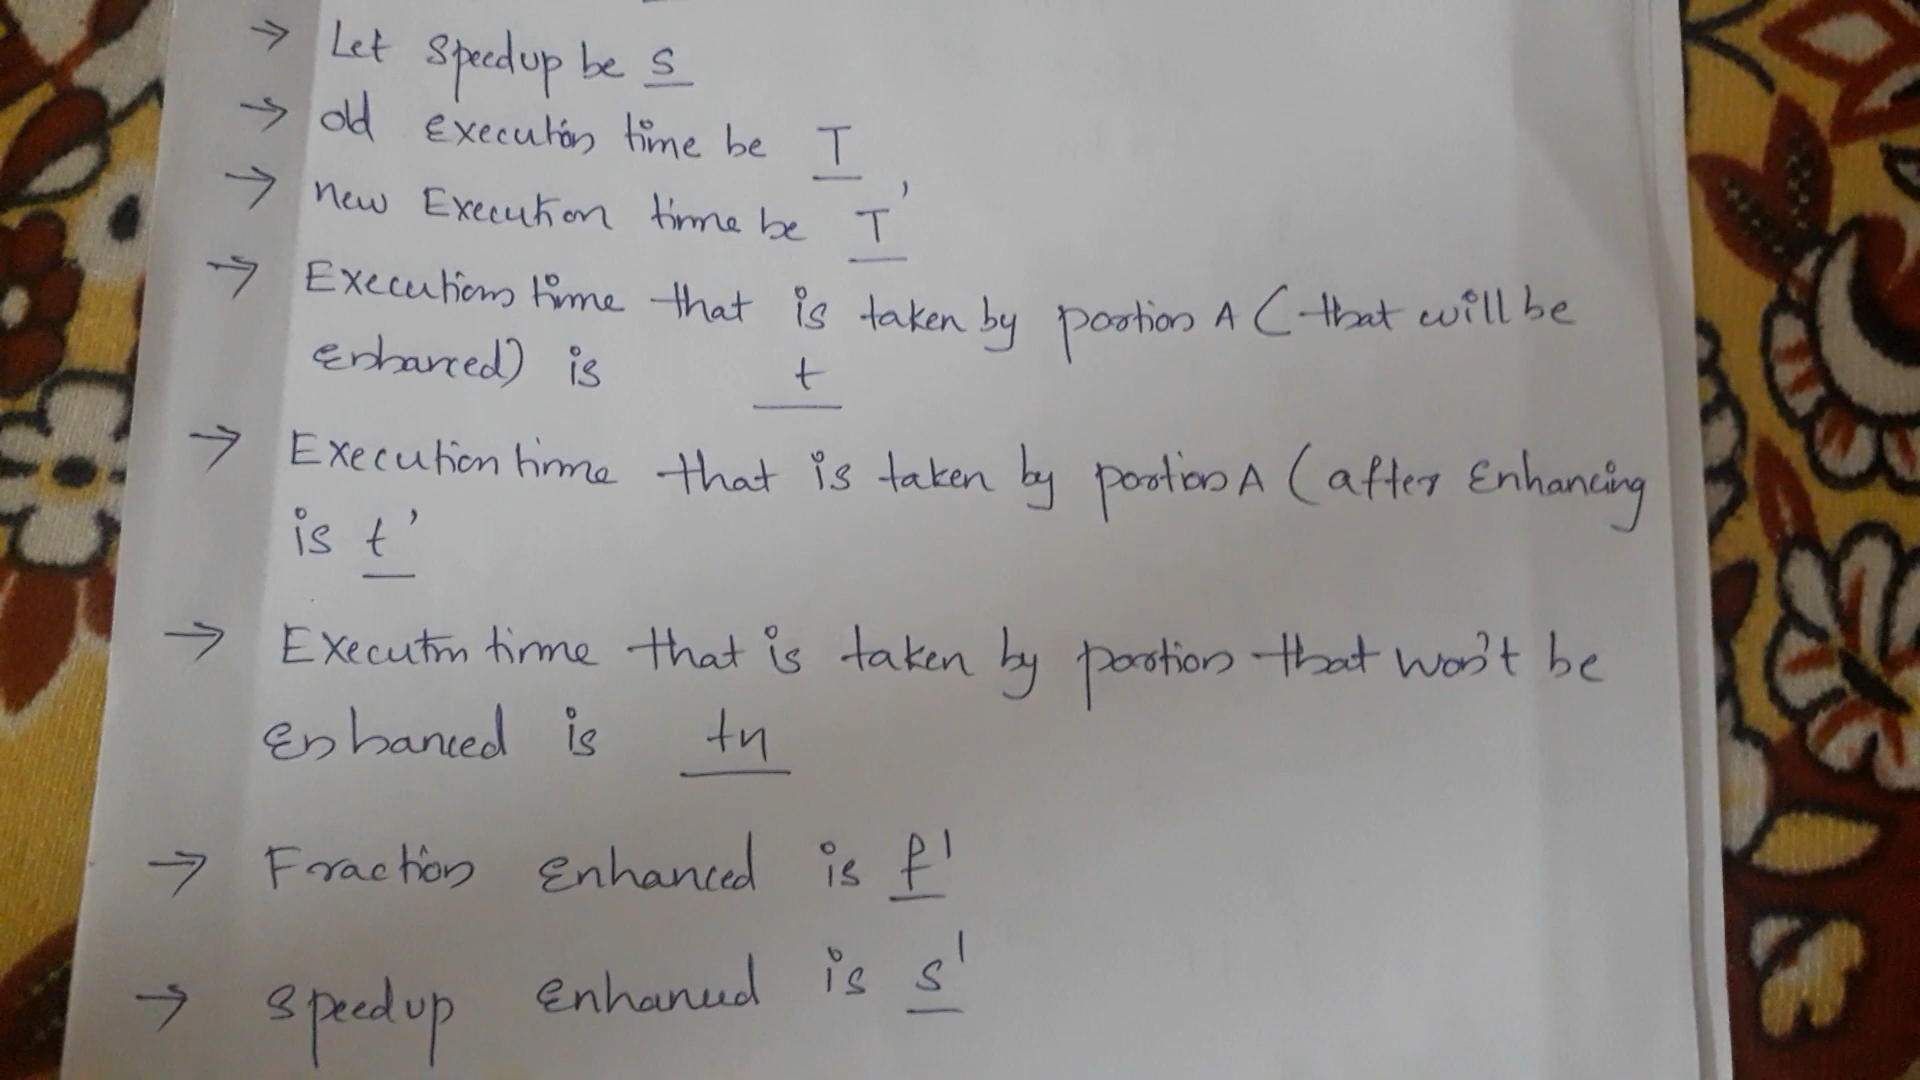 → Let Speedup be S
→ old execution time be T
→ new Execution time be T'
→ Execution time that is taken by portion A (that will be
enhanced) is t
→ Execution time that is taken by portion A (after Enhancing
is t'
→ Execution time that is taken by portion that won't be
Enhanced is tn
→ Fraction Enhanced is f'
→ Speedup Enhanced is s'